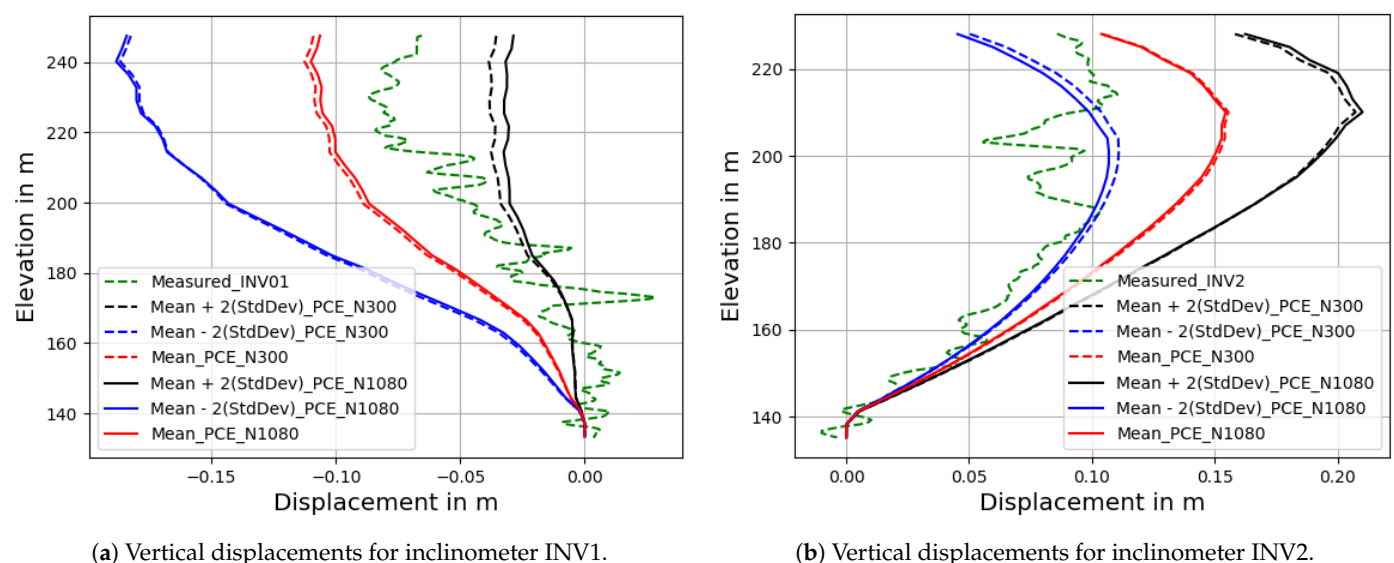 240
220
200
180
160
140
Elevation in m
Measured_INV01
Mean + 2(StdDev)_PCE_N300
Mean - 2(StdDev)_PCE_N300
Mean_PCE_N300
Mean + 2(StdDev)_PCE_N1080
Mean - 2(StdDev)_PCE_N1080
Mean_PCE_N1080
−0.15 −0.10 −0.05 0.00
Displacement in m
(a) Vertical displacements for inclinometer INV1.
220
200
180
160
140
Elevation in m
Measured_INV2
Mean + 2(StdDev)_PCE_N300
Mean - 2(StdDev)_PCE_N300
Mean_PCE_N300
Mean + 2(StdDev)_PCE_N1080
Mean - 2(StdDev)_PCE_N1080
Mean_PCE_N1080
0.00 0.05 0.10 0.15 0.20
Displacement in m
(b) Vertical displacements for inclinometer INV2.